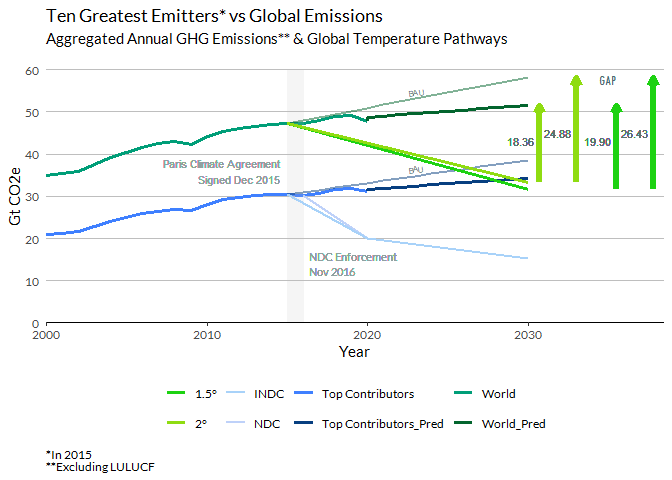 Ten Greatest Emitters* vs Global Emissions
Aggregated Annual GHG Emissions** & Global Temperature Pathways
60
50
40
30
20
10
0
Gt CO2e
2000
2010
2020
2030
Year
BAU
BAU
Paris Climate Agreement
Signed Dec 2015
NDC Enforcement
Nov 2016
GAP
18.36
24.88
19.90
26.43
1.5°
INDC
Top Contributors
World
2°
NDC
Top Contributors_Pred
World_Pred
*In 2015
**Excluding LULUCF